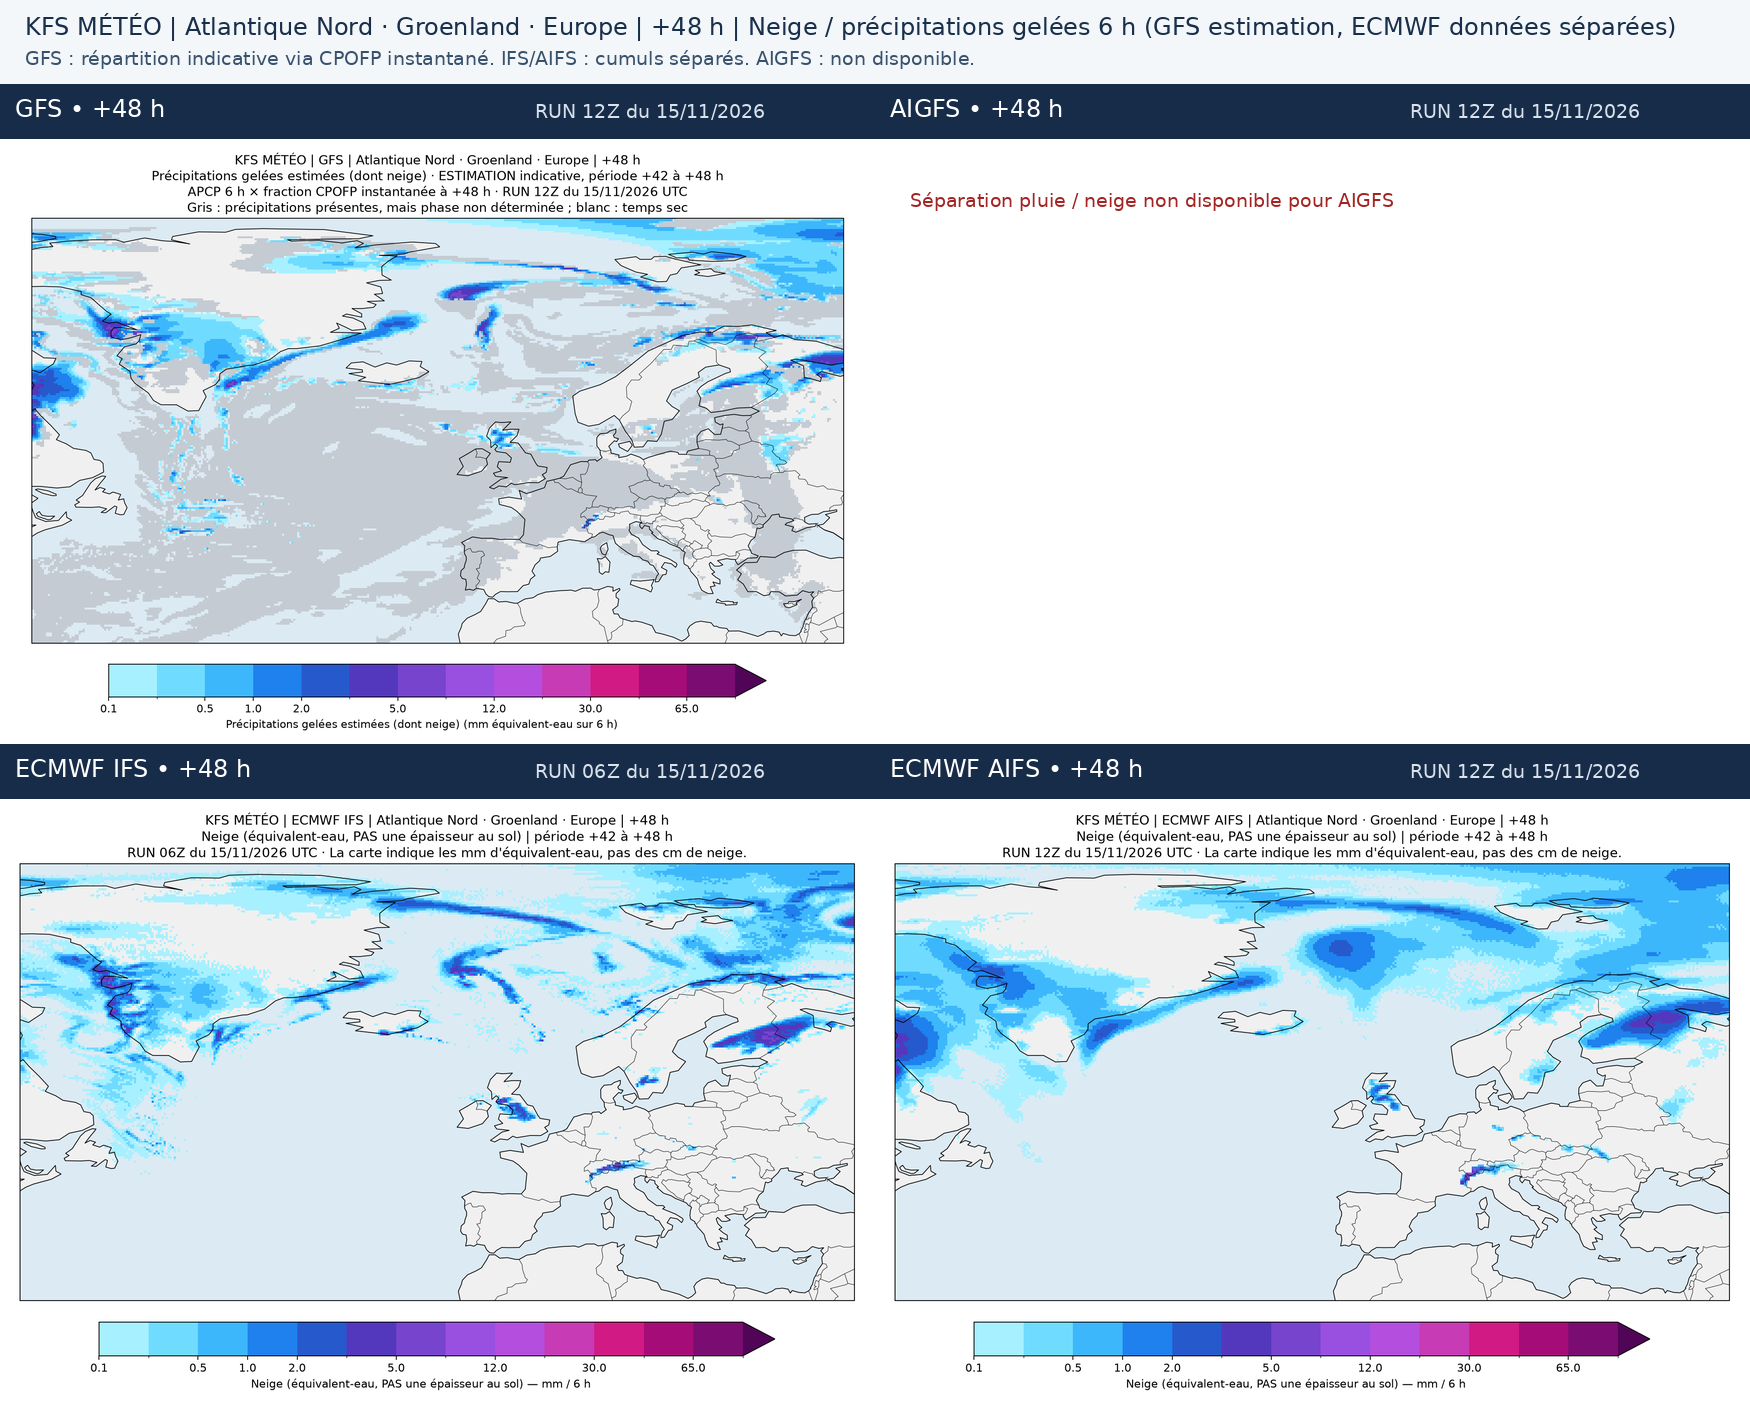 KFS MÉTÉO | Atlantique Nord · Groenland · Europe | +48 h | Neige / précipitations gelées 6 h (GFS estimation, ECMWF données séparées)
GFS : répartition indicative via CPOFP instantané. IFS/AIFS : cumuls séparés. AIGFS : non disponible.
GFS • +48 h
RUN 12Z du 15/11/2026
AIGFS • +48 h
RUN 12Z du 15/11/2026
KFS MÉTÉO | GFS | Atlantique Nord · Groenland · Europe | +48 h
Précipitations gelées estimées (dont neige) · ESTIMATION indicative, période +42 à +48 h
APCP 6 h × fraction CPOFP instantanée à +48 h · RUN 12Z du 15/11/2026 UTC
Gris : précipitations présentes, mais phase non déterminée ; blanc : temps sec
Séparation pluie / neige non disponible pour AIGFS
0.1 0.5 1.0 2.0 5.0 12.0 30.0 65.0
Précipitations gelées estimées (dont neige) (mm équivalent-eau sur 6 h)
ECMWF IFS • +48 h
RUN 06Z du 15/11/2026
ECMWF AIFS • +48 h
RUN 12Z du 15/11/2026
KFS MÉTÉO | ECMWF IFS | Atlantique Nord · Groenland · Europe | +48 h
Neige (équivalent-eau, PAS une épaisseur au sol) | période +42 à +48 h
RUN 06Z du 15/11/2026 UTC · La carte indique les mm d'équivalent-eau, pas des cm de neige.
KFS MÉTÉO | ECMWF AIFS | Atlantique Nord · Groenland · Europe | +48 h
Neige (équivalent-eau, PAS une épaisseur au sol) | période +42 à +48 h
RUN 12Z du 15/11/2026 UTC · La carte indique les mm d'équivalent-eau, pas des cm de neige.
0.1 0.5 1.0 2.0 5.0 12.0 30.0 65.0
Neige (équivalent-eau, PAS une épaisseur au sol) — mm / 6 h
0.1 0.5 1.0 2.0 5.0 12.0 30.0 65.0
Neige (équivalent-eau, PAS une épaisseur au sol) — mm / 6 h